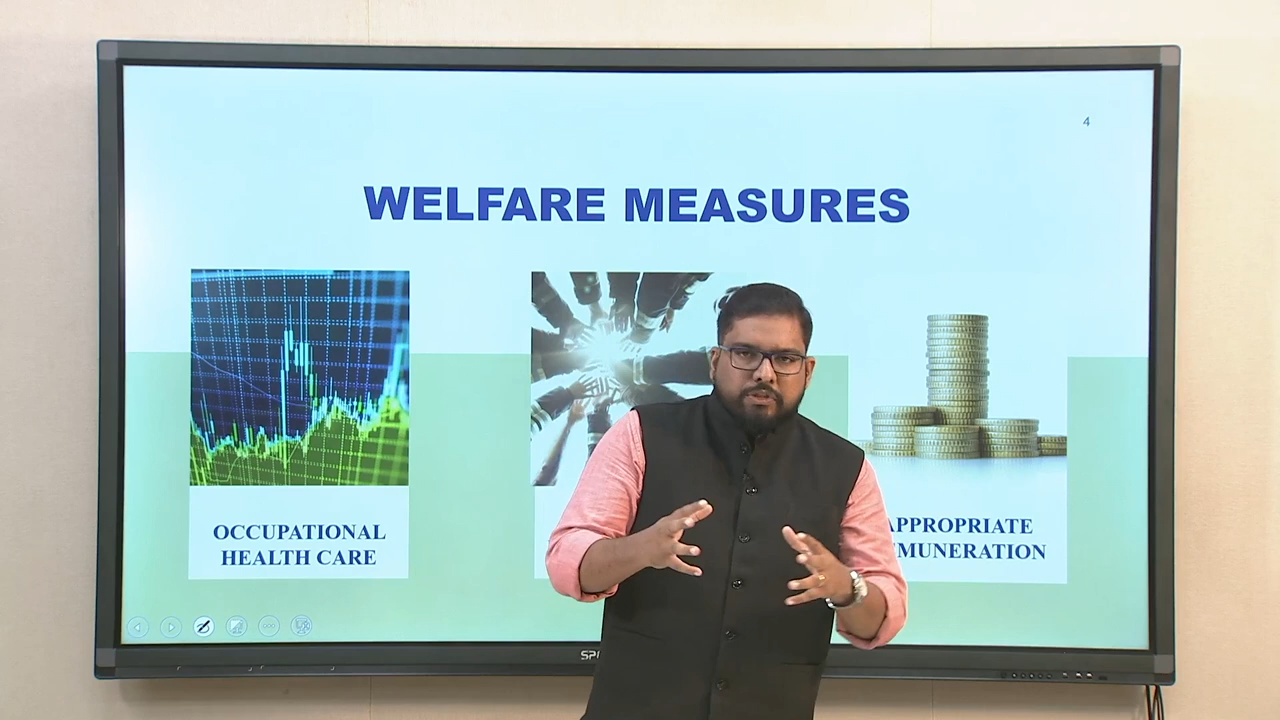 4
WELFARE MEASURES
OCCUPATIONAL
HEALTH CARE
APPROPRIATE